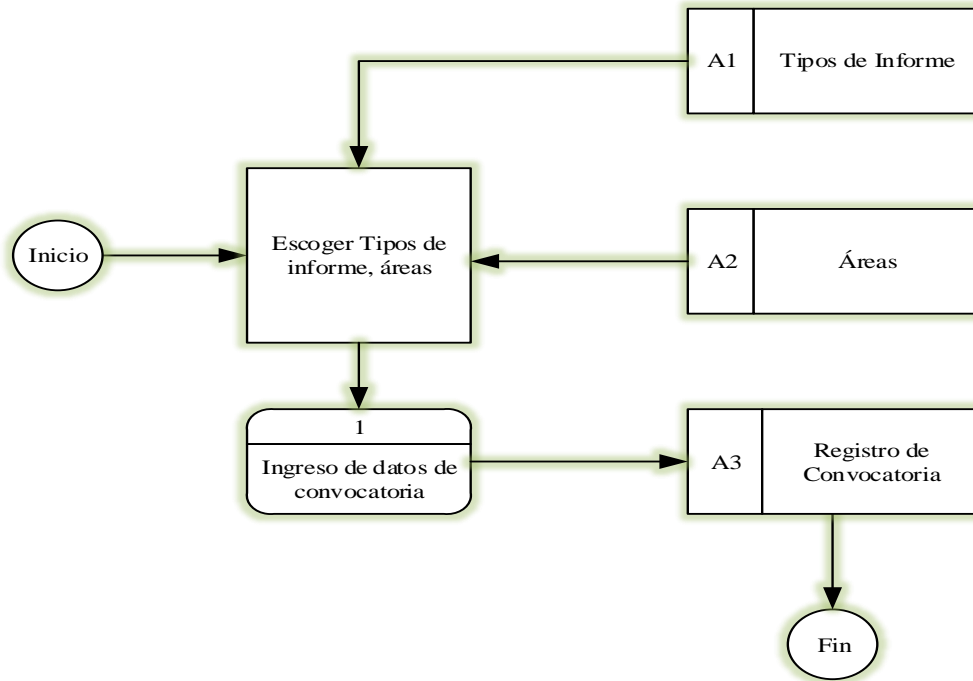 A1
Tipos de Informe
Inicio
Escoger Tipos de
informe, áreas
A2
Áreas
1
Ingreso de datos de
convocatoria
A3
Registro de
Convocatoria
Fin